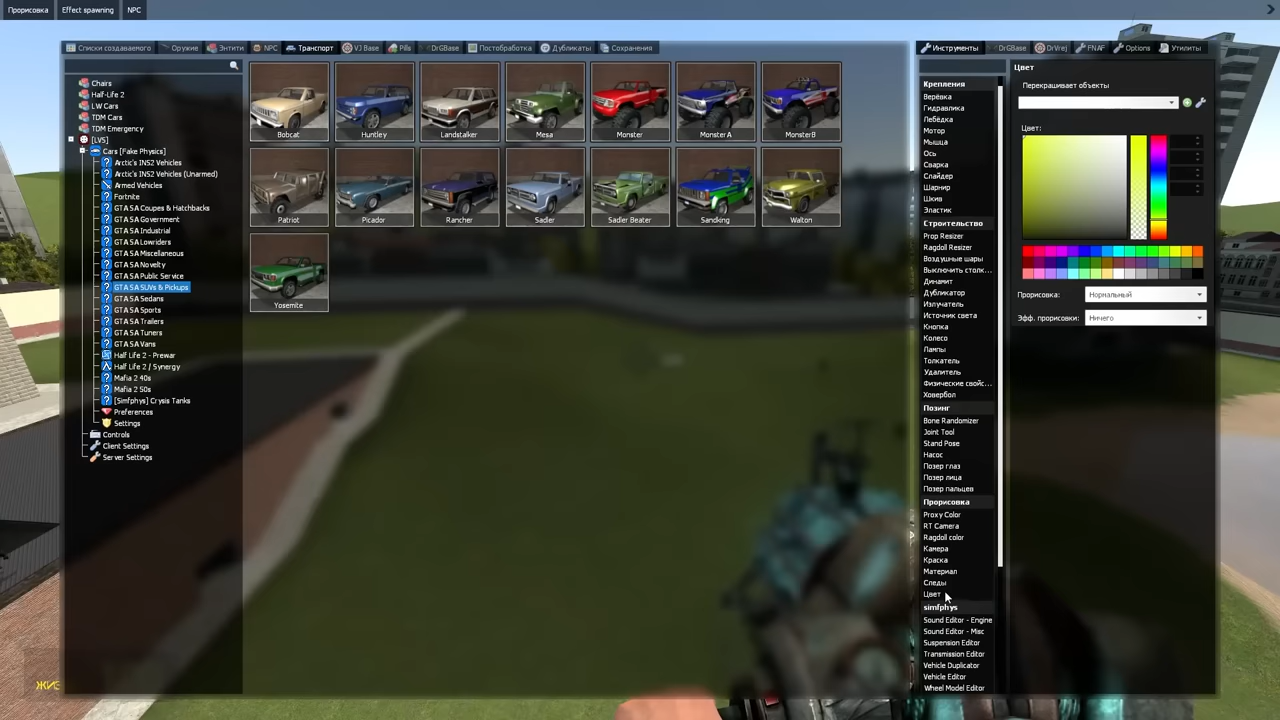 Прорисовка
Effect spawning
NPC
Списки создаваемого
Оружие
Энтити
NPC
Транспорт
VJ Base
Pills
DrGBase
Постобработка
Дубликаты
Сохранения
Инструменты
DrGBase
DrVrej
FNAF
Options
Утилиты
Chairs
Half-Life 2
LW Cars
TDM Cars
TDM Emergency
[LVS]
Cars [Fake Physics]
Arctic's INS2 Vehicles
Arctic's INS2 Vehicles (Unarmed)
Armed Vehicles
Fortnite
GTA SA Coupes & Hatchbacks
GTA SA Government
GTA SA Industrial
GTA SA Lowriders
GTA SA Miscellaneous
GTA SA Novelty
GTA SA Public Service
GTA SA SUVs & Pickups
GTA SA Sedans
GTA SA Sports
GTA SA Trailers
GTA SA Tuners
GTA SA Vans
Half Life 2 - Prewar
Half Life 2 / Synergy
Mafia 2 40s
Mafia 2 50s
[Simfphys] Crysis Tanks
Preferences
Settings
Controls
Client Settings
Server Settings
Bobcat
Huntley
Landstalker
Mesa
Monster
MonsterA
MonsterB
Patriot
Picador
Rancher
Sadler
Sadler Beater
Sandking
Walton
Yosemite
Крепления
Верёвка
Гидравлика
Лебёдка
Мотор
Мышца
Ось
Сварка
Слайдер
Шарнир
Шкив
Эластик
Строительство
Prop Resizer
Ragdoll Resizer
Воздушные шары
Выключить столк...
Динамит
Дубликатор
Излучатель
Источник света
Кнопка
Колесо
Лампы
Толкатель
Удалитель
Физические свойс...
Ховербол
Позинг
Bone Randomizer
Joint Tool
Stand Pose
Насос
Позер глаз
Позер лица
Позер пальцев
Прорисовка
Proxy Color
RT Camera
Ragdoll color
Камера
Краска
Материал
Следы
Цвет
simfphys
Sound Editor - Engine
Sound Editor - Misc
Suspension Editor
Transmission Editor
Vehicle Duplicator
Vehicle Editor
Wheel Model Editor
Цвет
Перекрашивает объекты
Цвет:
Прорисовка:
Нормальный
Эфф. прорисовки:
Ничего